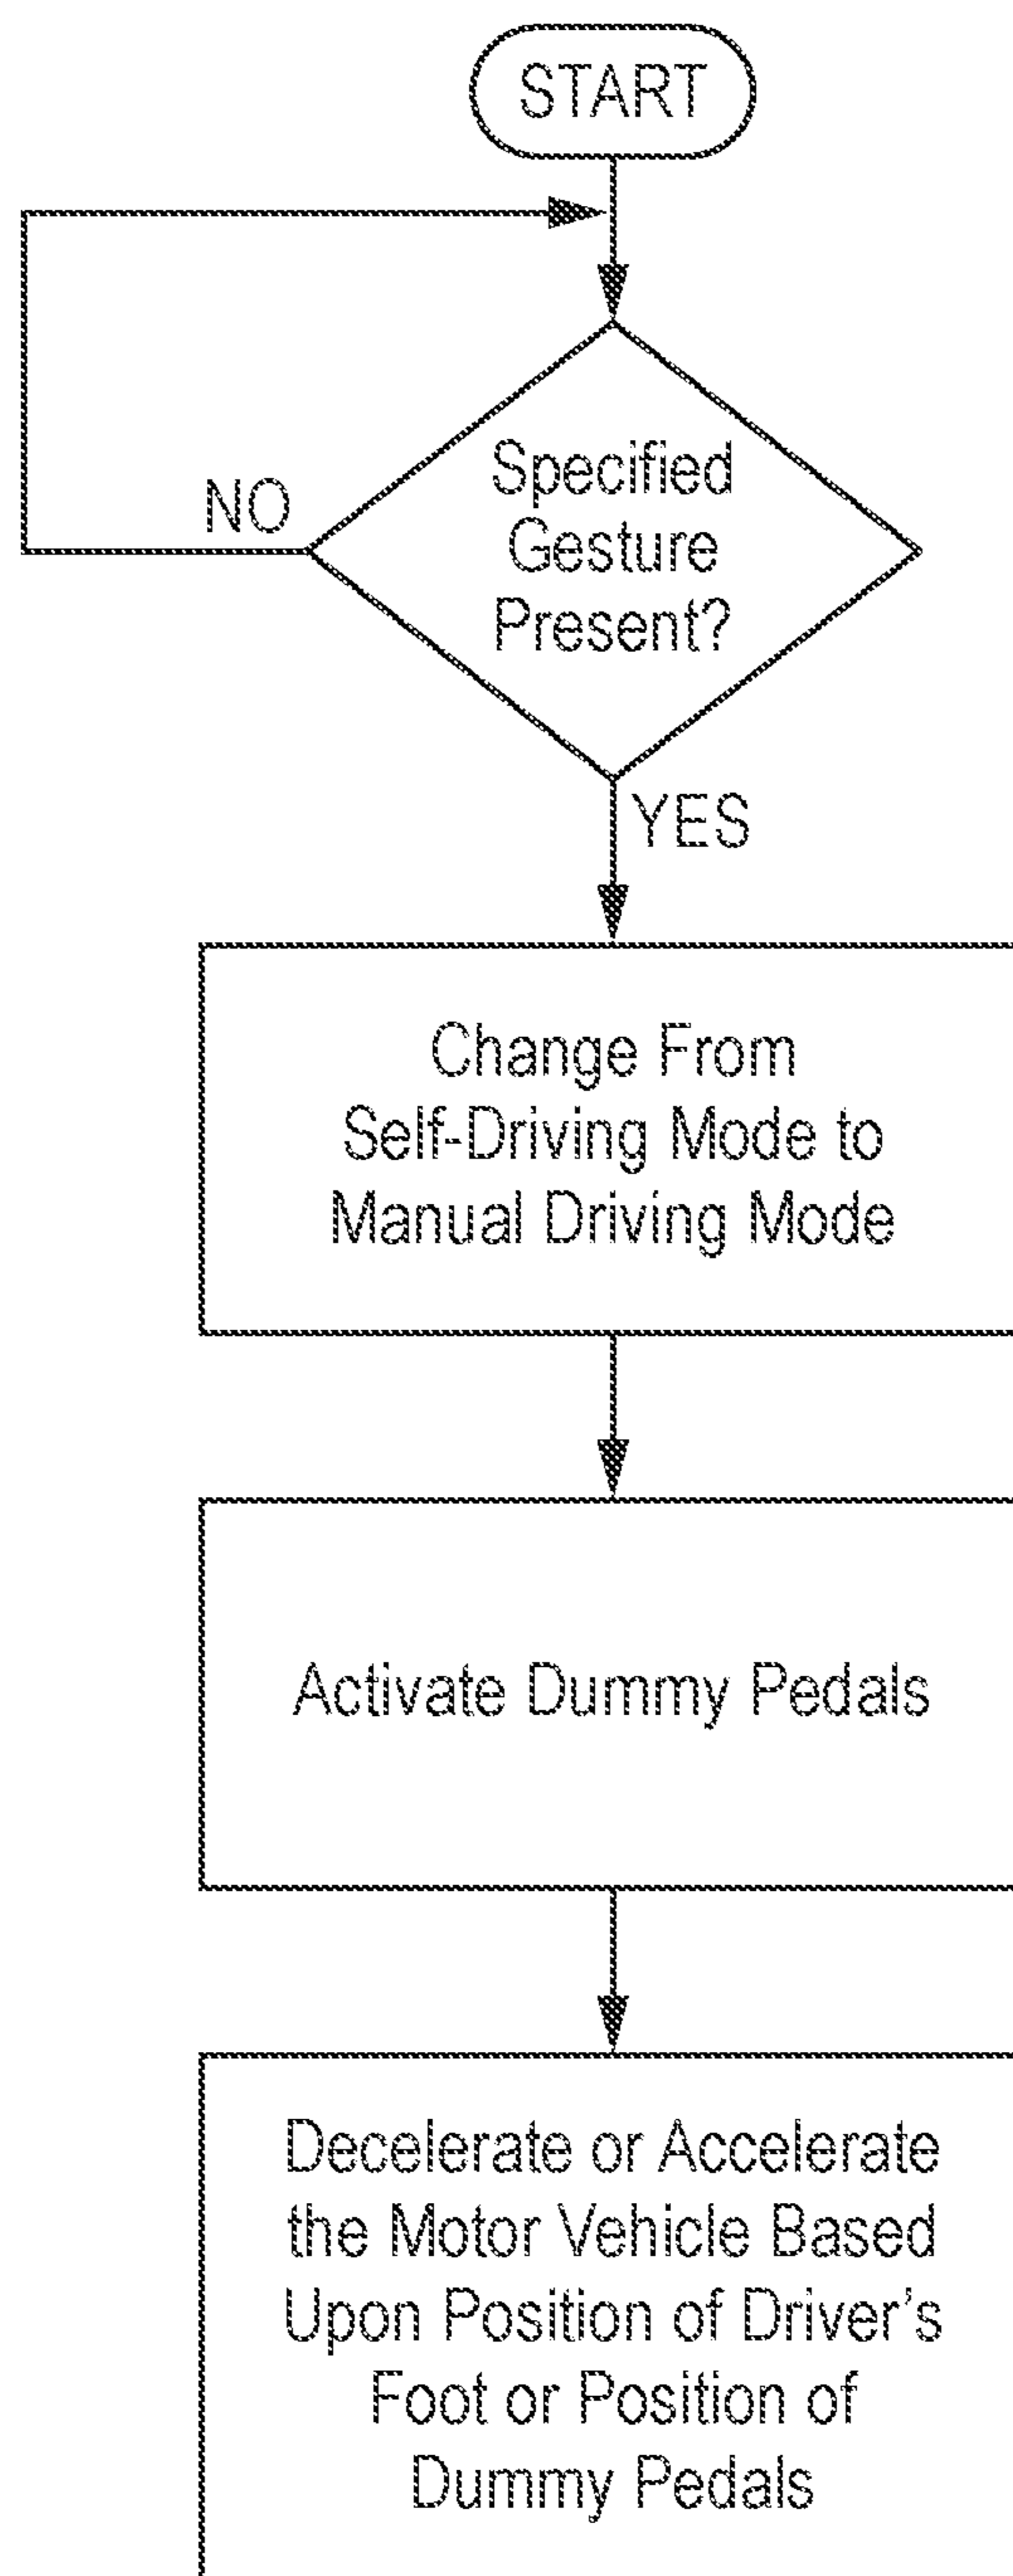 START
Specified
Gesture
Present?
NO
YES
Change From
Self-Driving Mode to
Manual Driving Mode
Activate Dummy Pedals
Decelerate or Accelerate
the Motor Vehicle Based
Upon Position of Driver's
Foot or Position of
Dummy Pedals